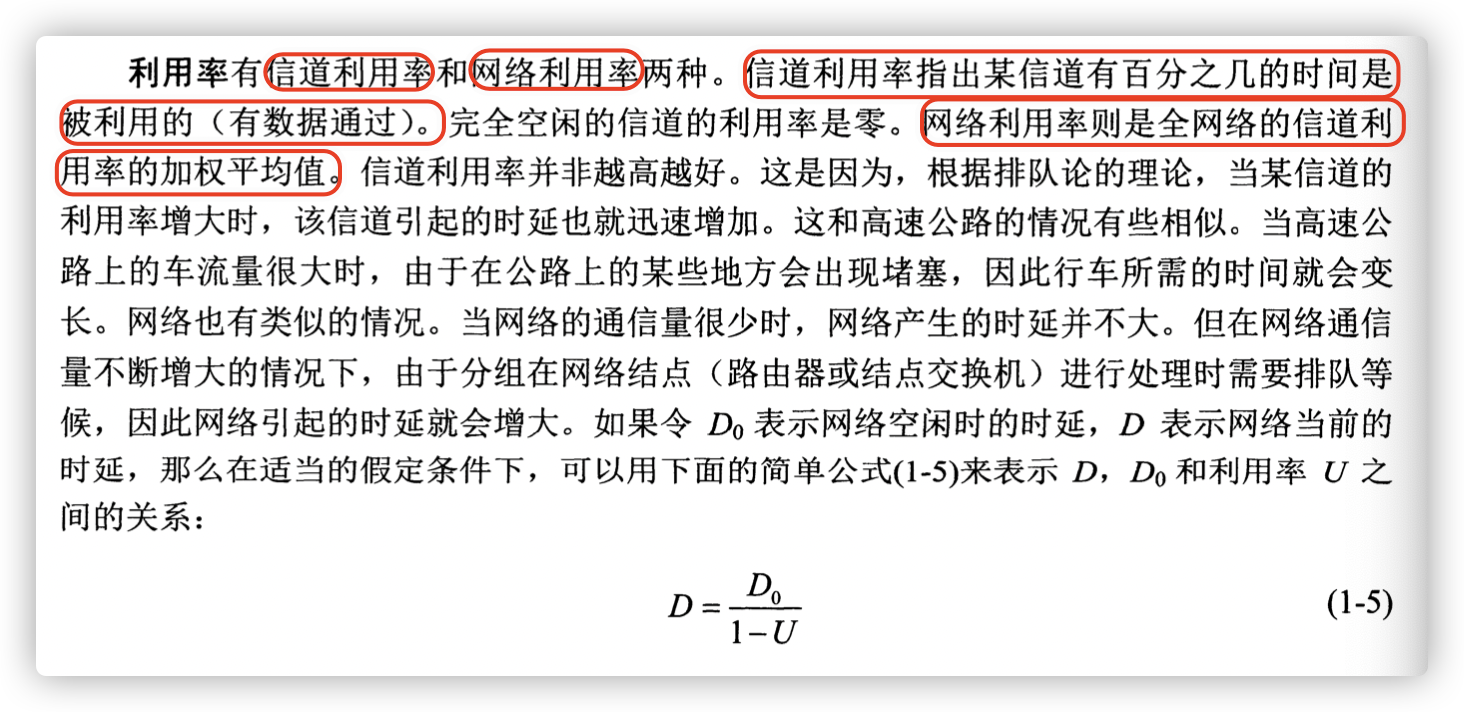 利用率有信道利用率和网络利用率两种。信道利用率指出某信道有百分之几的时间是
被利用的（有数据通过）。完全空闲的信道的利用率是零。网络利用率则是全网络的信道利
用率的加权平均值。信道利用率并非越高越好。这是因为，根据排队论的理论，当某信道的
利用率增大时，该信道引起的时延也就迅速增加。这和高速公路的情况有些相似。当高速公
路上的车流量很大时，由于在公路上的某些地方会出现堵塞，因此行车所需的时间就会变
长。网络也有类似的情况。当网络的通信量很少时，网络产生的时延并不大。但在网络通信
量不断增大的情况下，由于分组在网络结点（路由器或结点交换机）进行处理时需要排队等
候，因此网络引起的时延就会增大。如果令 D₀ 表示网络空闲时的时延，D 表示网络当前的
时延，那么在适当的假定条件下，可以用下面的简单公式(1-5)来表示 D，D₀ 和利用率 U 之
间的关系：
D = D₀ / (1 − U) (1-5)